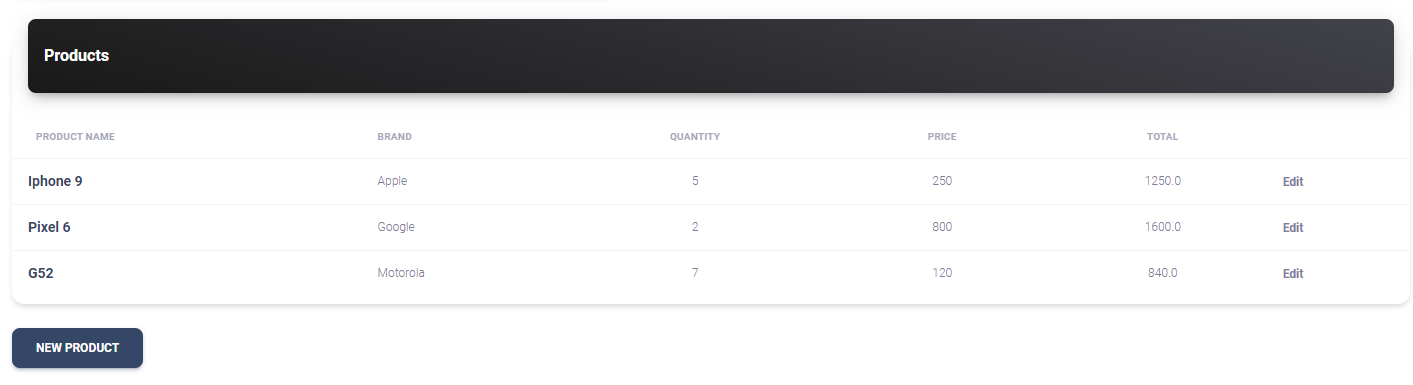 Products
PRODUCT NAME BRAND QUANTITY PRICE TOTAL
Iphone 9 Apple 5 250 1250.0 Edit
Pixel 6 Google 2 800 1600.0 Edit
G52 Motorola 7 120 840.0 Edit
NEW PRODUCT